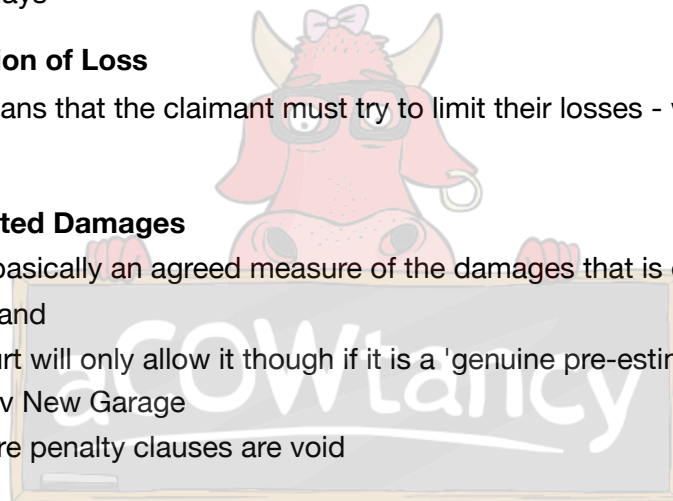 ays
ion of Loss
ans that the claimant must try to limit their losses -
ted Damages
basically an agreed measure of the damages that is
and
rt will only allow it though if it is a 'genuine pre-estin
v New Garage
re penalty clauses are void
aCOWtancy